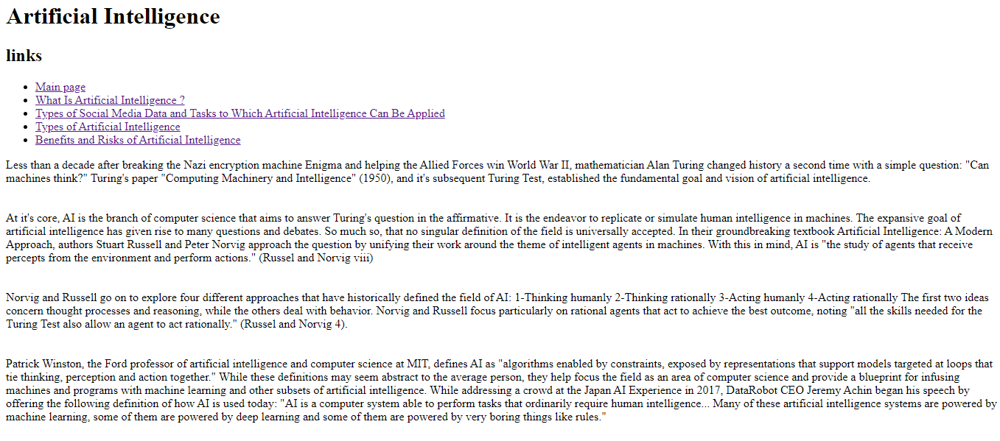 Artificial Intelligence
links
Main page
What Is Artificial Intelligence ?
Types of Social Media Data and Tasks to Which Artificial Intelligence Can Be Applied
Types of Artificial Intelligence
Benefits and Risks of Artificial Intelligence
Less than a decade after breaking the Nazi encryption machine Enigma and helping the Allied Forces win World War II, mathematician Alan Turing changed history a second time with a simple question: "Can
machines think?" Turing's paper "Computing Machinery and Intelligence" (1950), and it's subsequent Turing Test, established the fundamental goal and vision of artificial intelligence.
At it's core, AI is the branch of computer science that aims to answer Turing's question in the affirmative. It is the endeavor to replicate or simulate human intelligence in machines. The expansive goal of
artificial intelligence has given rise to many questions and debates. So much so, that no singular definition of the field is universally accepted. In their groundbreaking textbook Artificial Intelligence: A Modern
Approach, authors Stuart Russell and Peter Norvig approach the question by unifying their work around the theme of intelligent agents in machines. With this in mind, AI is "the study of agents that receive
percepts from the environment and perform actions." (Russel and Norvig viii)
Norvig and Russell go on to explore four different approaches that have historically defined the field of AI: 1-Thinking humanly 2-Thinking rationally 3-Acting humanly 4-Acting rationally The first two ideas
concern thought processes and reasoning, while the others deal with behavior. Norvig and Russell focus particularly on rational agents that act to achieve the best outcome, noting "all the skills needed for the
Turing Test also allow an agent to act rationally." (Russel and Norvig 4).
Patrick Winston, the Ford professor of artificial intelligence and computer science at MIT, defines AI as "algorithms enabled by constraints, exposed by representations that support models targeted at loops that
tie thinking, perception and action together." While these definitions may seem abstract to the average person, they help focus the field as an area of computer science and provide a blueprint for infusing
machines and programs with machine learning and other subsets of artificial intelligence. While addressing a crowd at the Japan AI Experience in 2017, DataRobot CEO Jeremy Achin began his speech by
offering the following definition of how AI is used today: "AI is a computer system able to perform tasks that ordinarily require human intelligence... Many of these artificial intelligence systems are powered by
machine learning, some of them are powered by deep learning and some of them are powered by very boring things like rules."